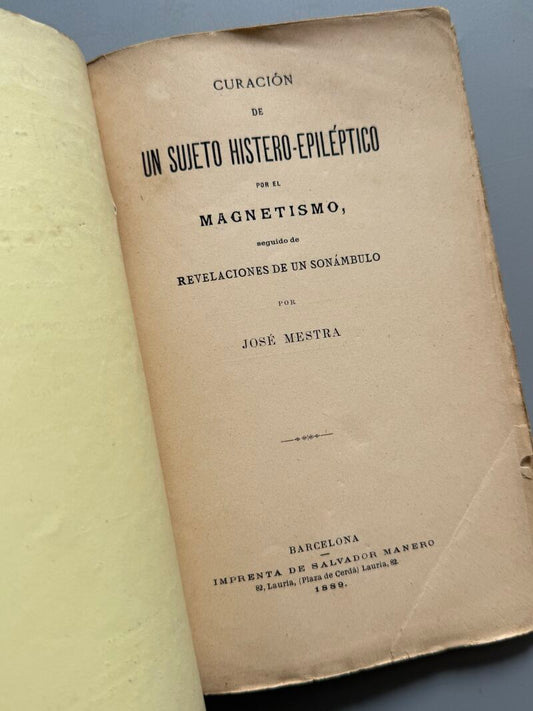 CURACIÓN
DE
UN SUJETO HISTERO-EPILÉPTICO
POR EL
MAGNETISMO,
seguido de
REVELACIONES DE UN SONÁMBULO
POR
JOSÉ MESTRA
BARCELONA
IMPRENTA DE SALVADOR MANERO
82, Lauria, (Plaza de Cerdá) Lauria, 82.
1889.